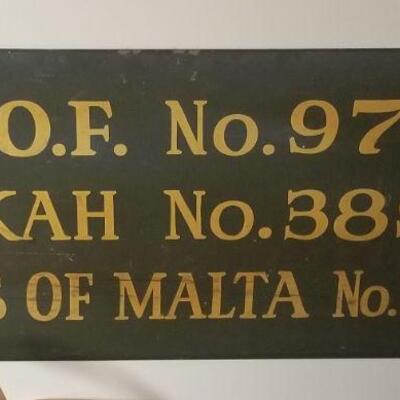 O.F. No. 97
KAH No. 38
S OF MALTA No.